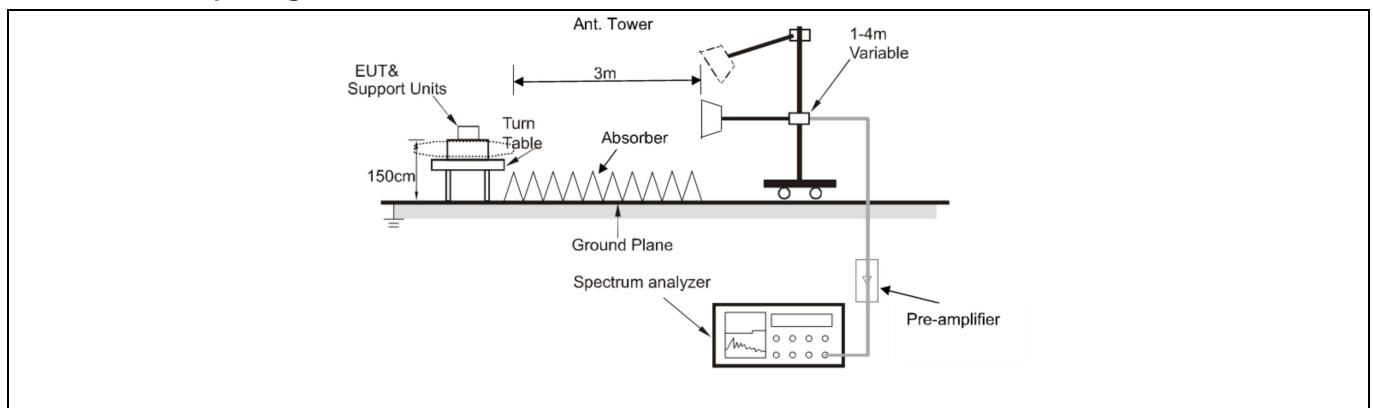 Ant. Tower
1-4m
Variable
EUT&
Support Units
3m
Turn
Table
Absorber
150cm
Ground Plane
Spectrum analyzer
Pre-amplifier